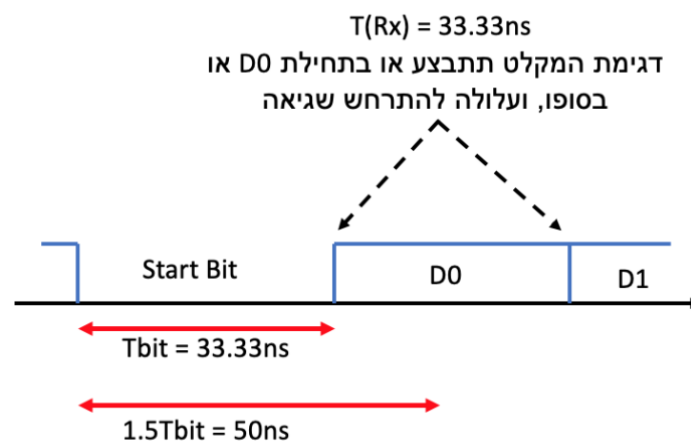 T(Rx) = 33.33ns
דגימת המקלט תתבצע או בתחילת D0 או
בסופו, ועלולה להתרחש שגיאה
Start Bit
D0
D1
Tbit = 33.33ns
1.5Tbit = 50ns